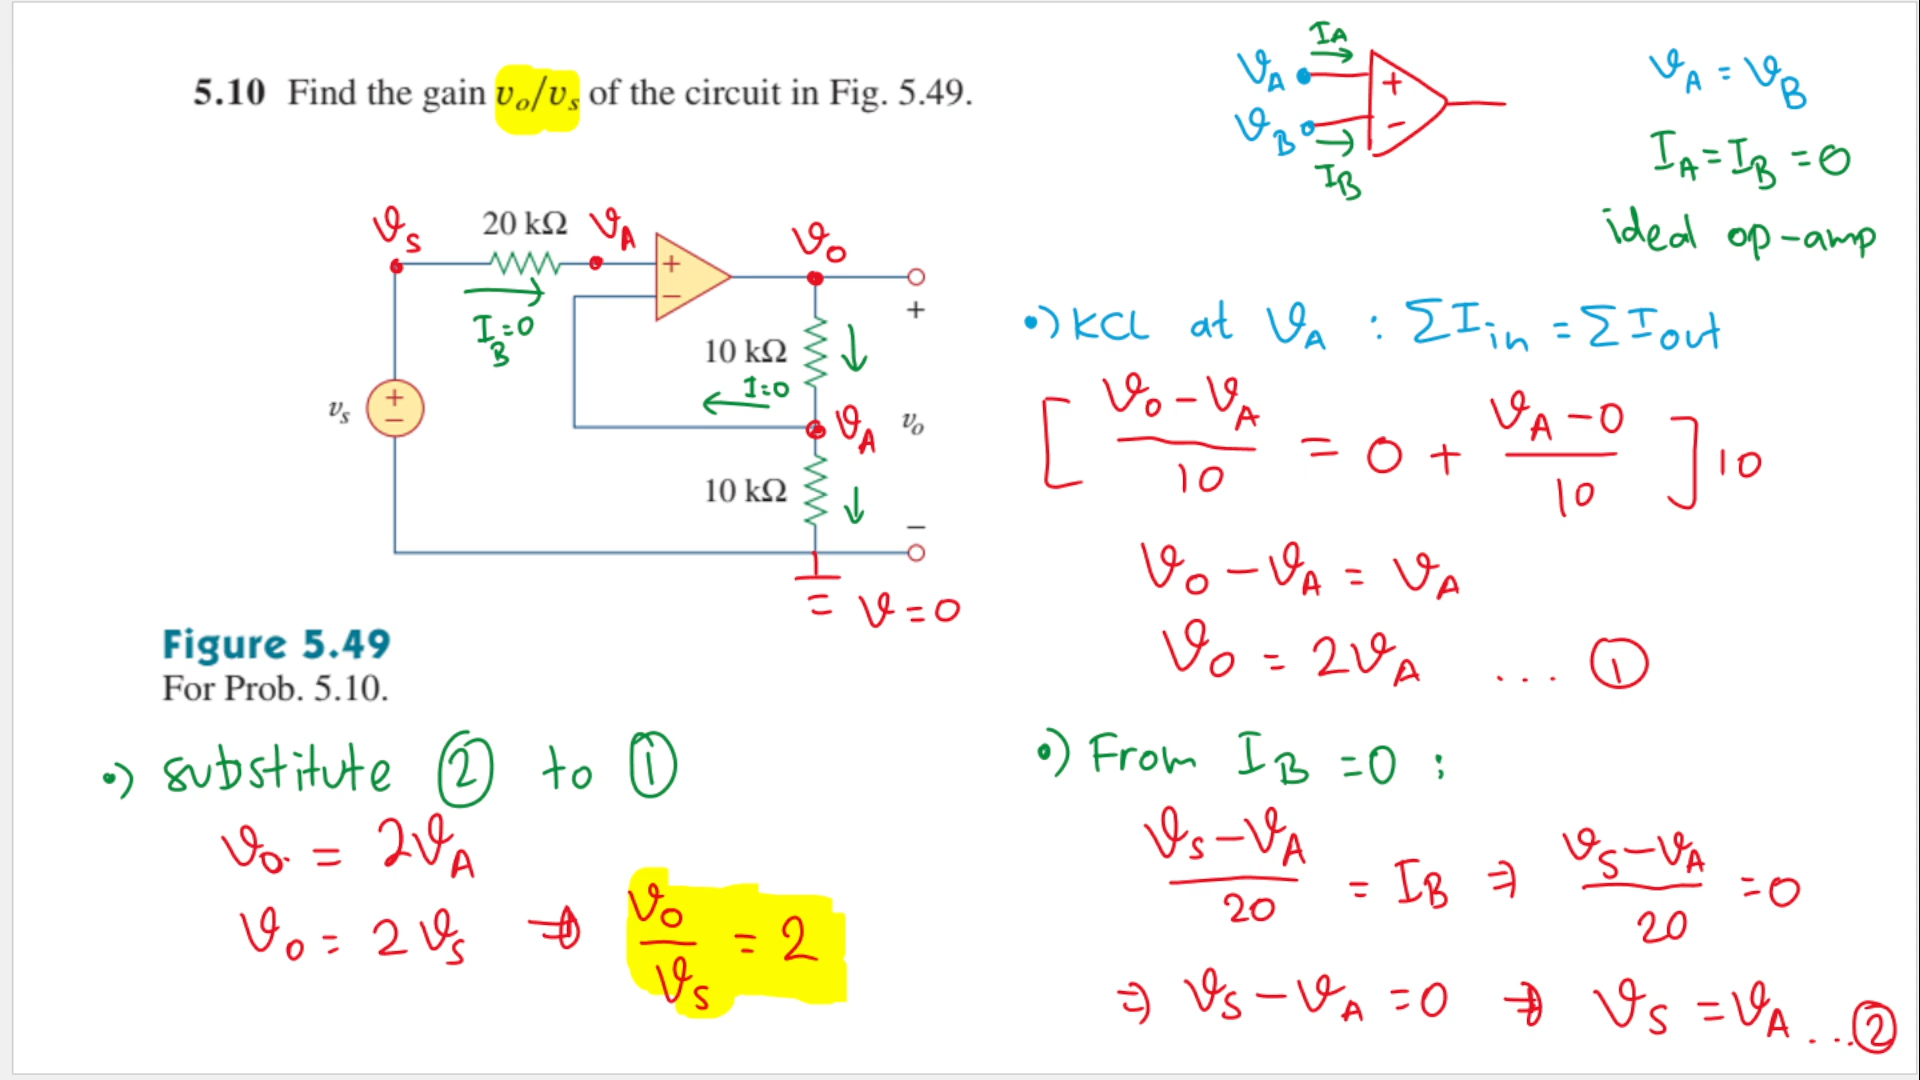 5.10 Find the gain vo/vs of the circuit in Fig. 5.49.
vs
20 kΩ
vA
vo
+
−
IB=0
+
10 kΩ
I=0
vs
+
−
vA
vo
10 kΩ
−
v=0
Figure 5.49
For Prob. 5.10.
•) substitute ② to ①
vo = 2vA
vo = 2vs ⇒ vo/vs = 2
IA
vA
+
vB
−
IB
vA = vB
IA = IB = 0
ideal op-amp
•) KCL at vA : ΣIin = ΣIout
[ (vo − vA)/10 = 0 + (vA − 0)/10 ] 10
vo − vA = vA
vo = 2vA ... ①
•) From IB = 0 :
(vs − vA)/20 = IB ⇒ (vs − vA)/20 = 0
⇒ vs − vA = 0 ⇒ vs = vA ... ②